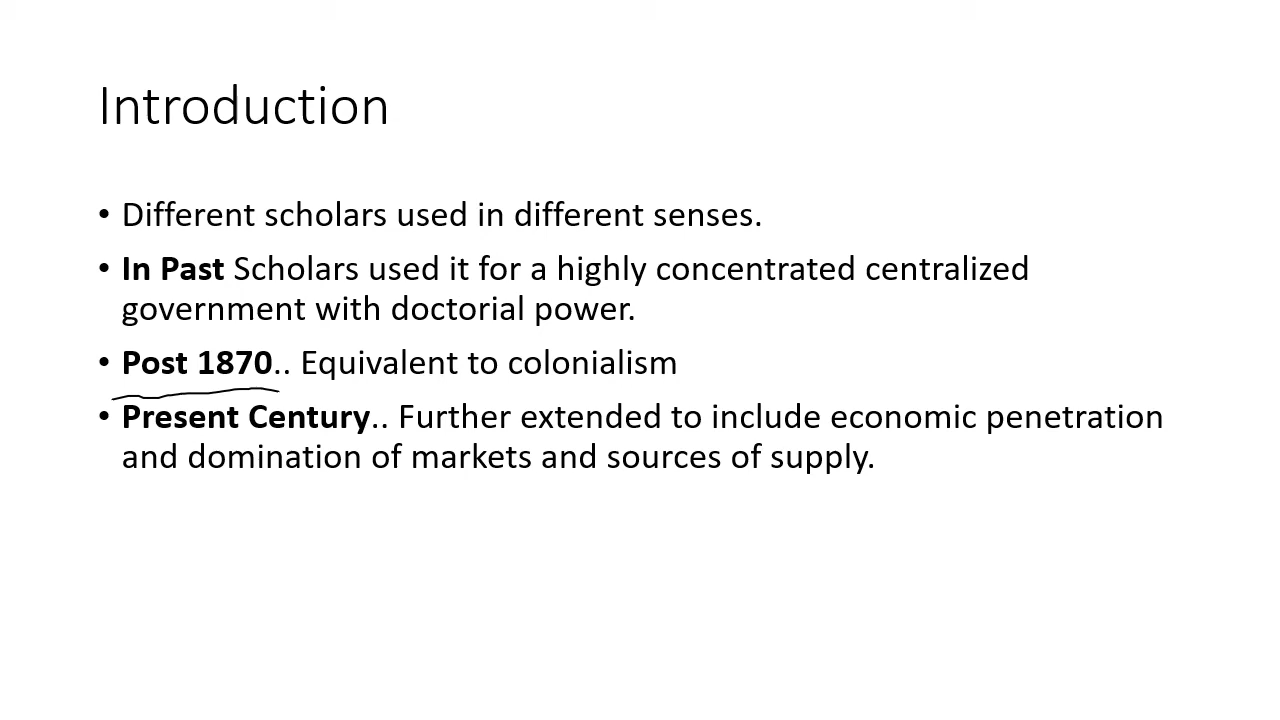 Introduction
• Different scholars used in different senses.
• In Past Scholars used it for a highly concentrated centralized
government with doctorial power.
• Post 1870.. Equivalent to colonialism
• Present Century.. Further extended to include economic penetration
and domination of markets and sources of supply.